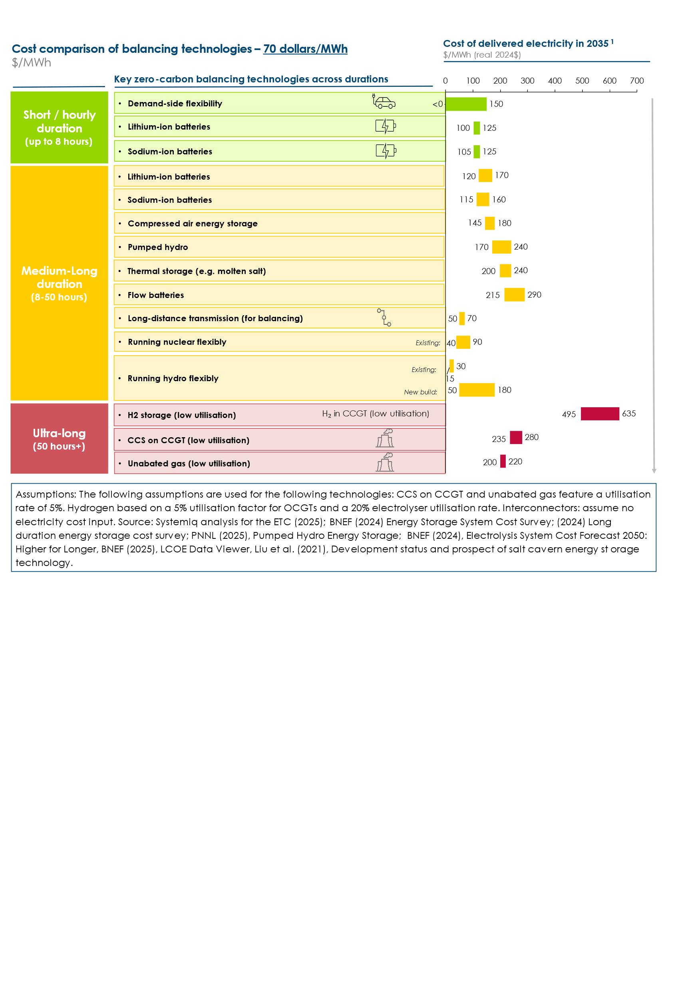 Cost comparison of balancing technologies – 70 dollars/MWh
$/MWh
Cost of delivered electricity in 2035 ¹
$/MWh (real 2024$)
Key zero-carbon balancing technologies across durations
0 100 200 300 400 500 600 700
Short / hourly
duration
(up to 8 hours)
• Demand-side flexibility
<0 150
• Lithium-ion batteries
100 125
• Sodium-ion batteries
105 125
Medium-Long
duration
(8-50 hours)
• Lithium-ion batteries
120 170
• Sodium-ion batteries
115 160
• Compressed air energy storage
145 180
• Pumped hydro
170 240
• Thermal storage (e.g. molten salt)
200 240
• Flow batteries
215 290
• Long-distance transmission (for balancing)
50 70
• Running nuclear flexibly
Existing: 40 90
• Running hydro flexibly
Existing: 15 30
New build: 50 180
Ultra-long
(50 hours+)
• H2 storage (low utilisation) H₂ in CCGT (low utilisation)
495 635
• CCS on CCGT (low utilisation)
235 280
• Unabated gas (low utilisation)
200 220
Assumptions: The following assumptions are used for the following technologies: CCS on CCGT and unabated gas feature a utilisation
rate of 5%. Hydrogen based on a 5% utilisation factor for OCGTs and a 20% electrolyser utilisation rate. Interconnectors: assume no
electricity cost input. Source: Systemiq analysis for the ETC (2025); BNEF (2024) Energy Storage System Cost Survey; (2024) Long
duration energy storage cost survey; PNNL (2025), Pumped Hydro Energy Storage; BNEF (2024), Electrolysis System Cost Forecast 2050:
Higher for Longer, BNEF (2025), LCOE Data Viewer, Liu et al. (2021), Development status and prospect of salt cavern energy st orage
technology.